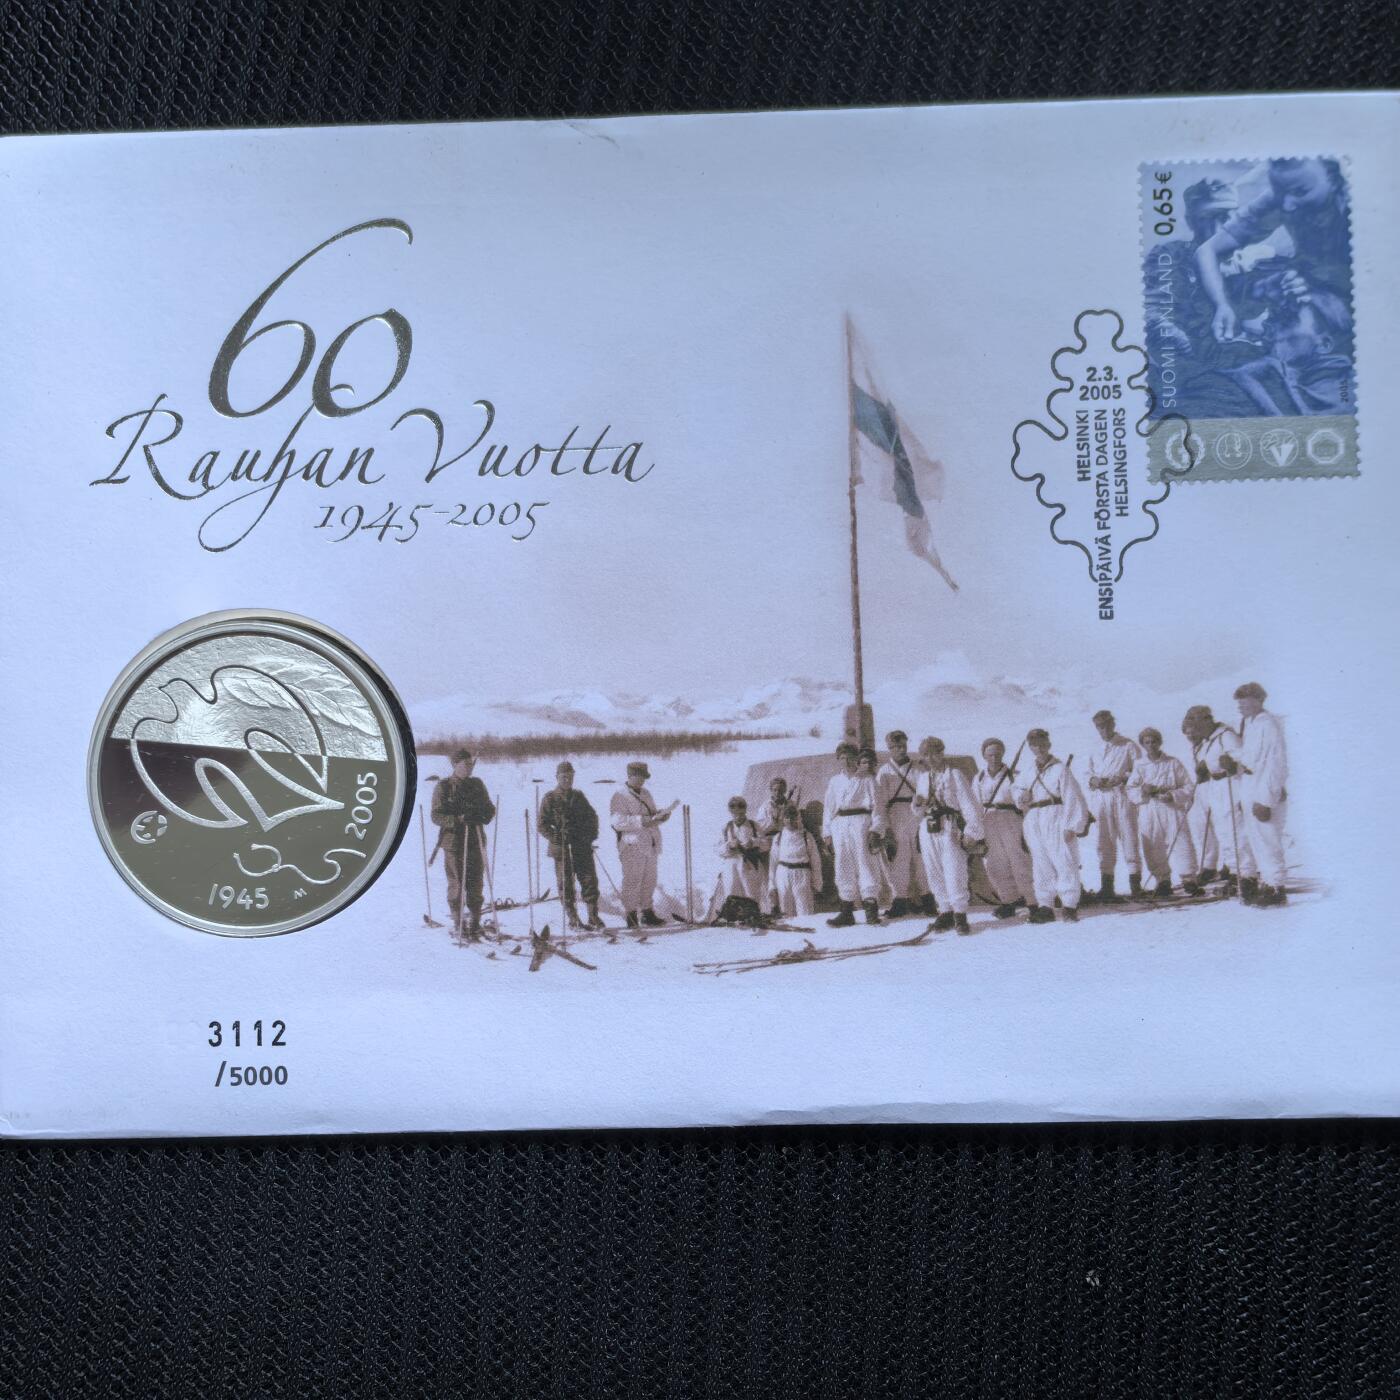 60
Rauhan Vuotta
1945-2005
0,65€
SUOMI FINLAND
2005
2.3.
2005
HELSINKI
ENSIPÄIVÄ FÖRSTA DAGEN
HELSINGFORS
2005
1945 M
3112
/5000